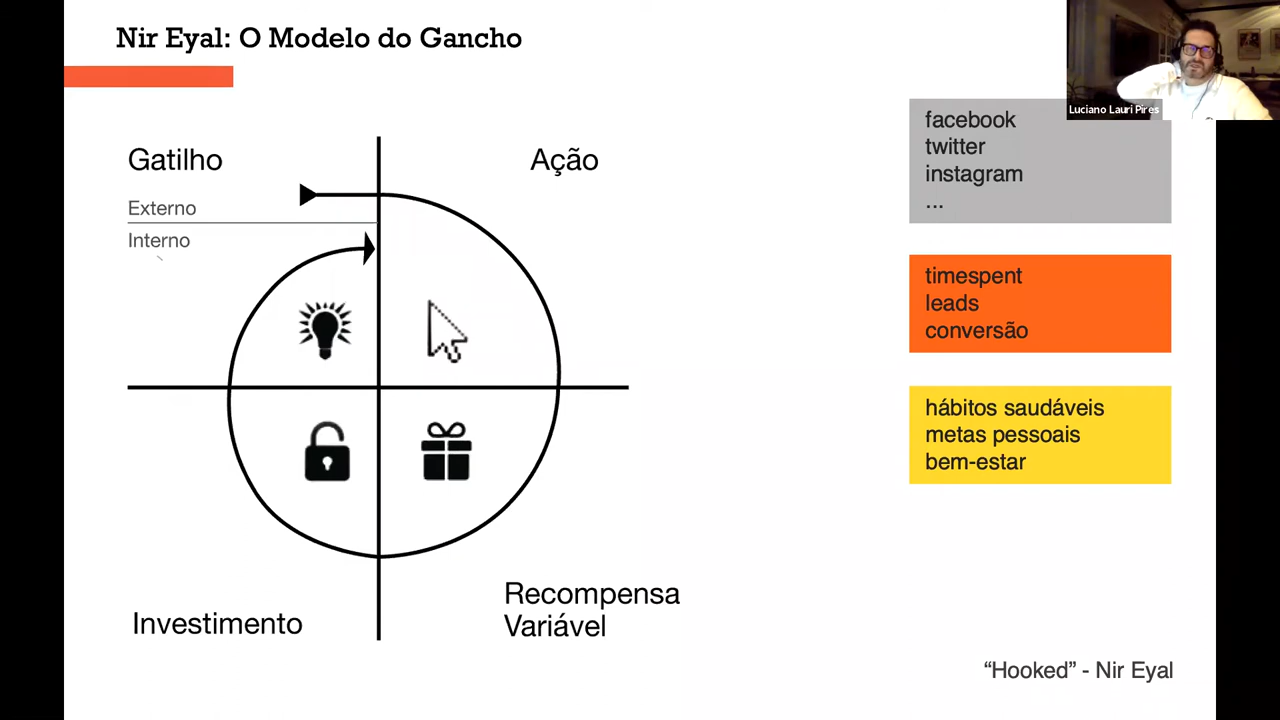 Nir Eyal: O Modelo do Gancho
Luciano Lauri Pires
Gatilho
Ação
Externo
Interno
Investimento
Recompensa
Variável
facebook
twitter
instagram
...
timespent
leads
conversão
hábitos saudáveis
metas pessoais
bem-estar
“Hooked” - Nir Eyal